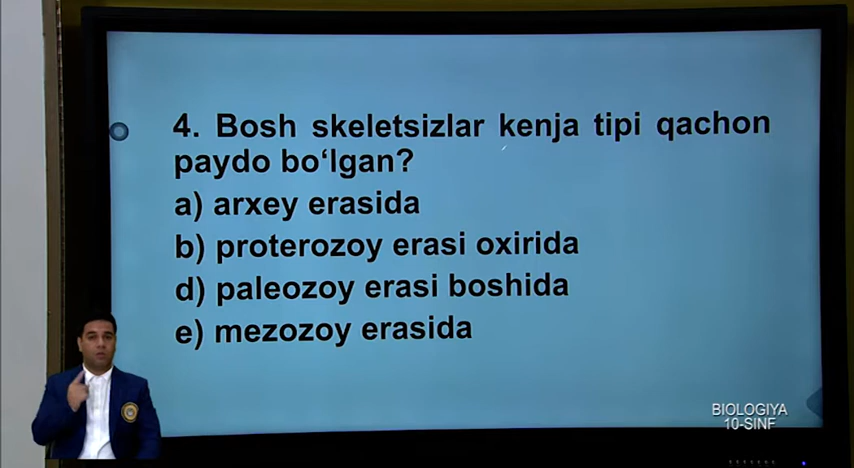 4. Bosh skeletsizlar kenja tipi qachon
paydo bo‘lgan?
a) arxey erasida
b) proterozoy erasi oxirida
d) paleozoy erasi boshida
e) mezozoy erasida
BIOLOGIYA
10-SINF